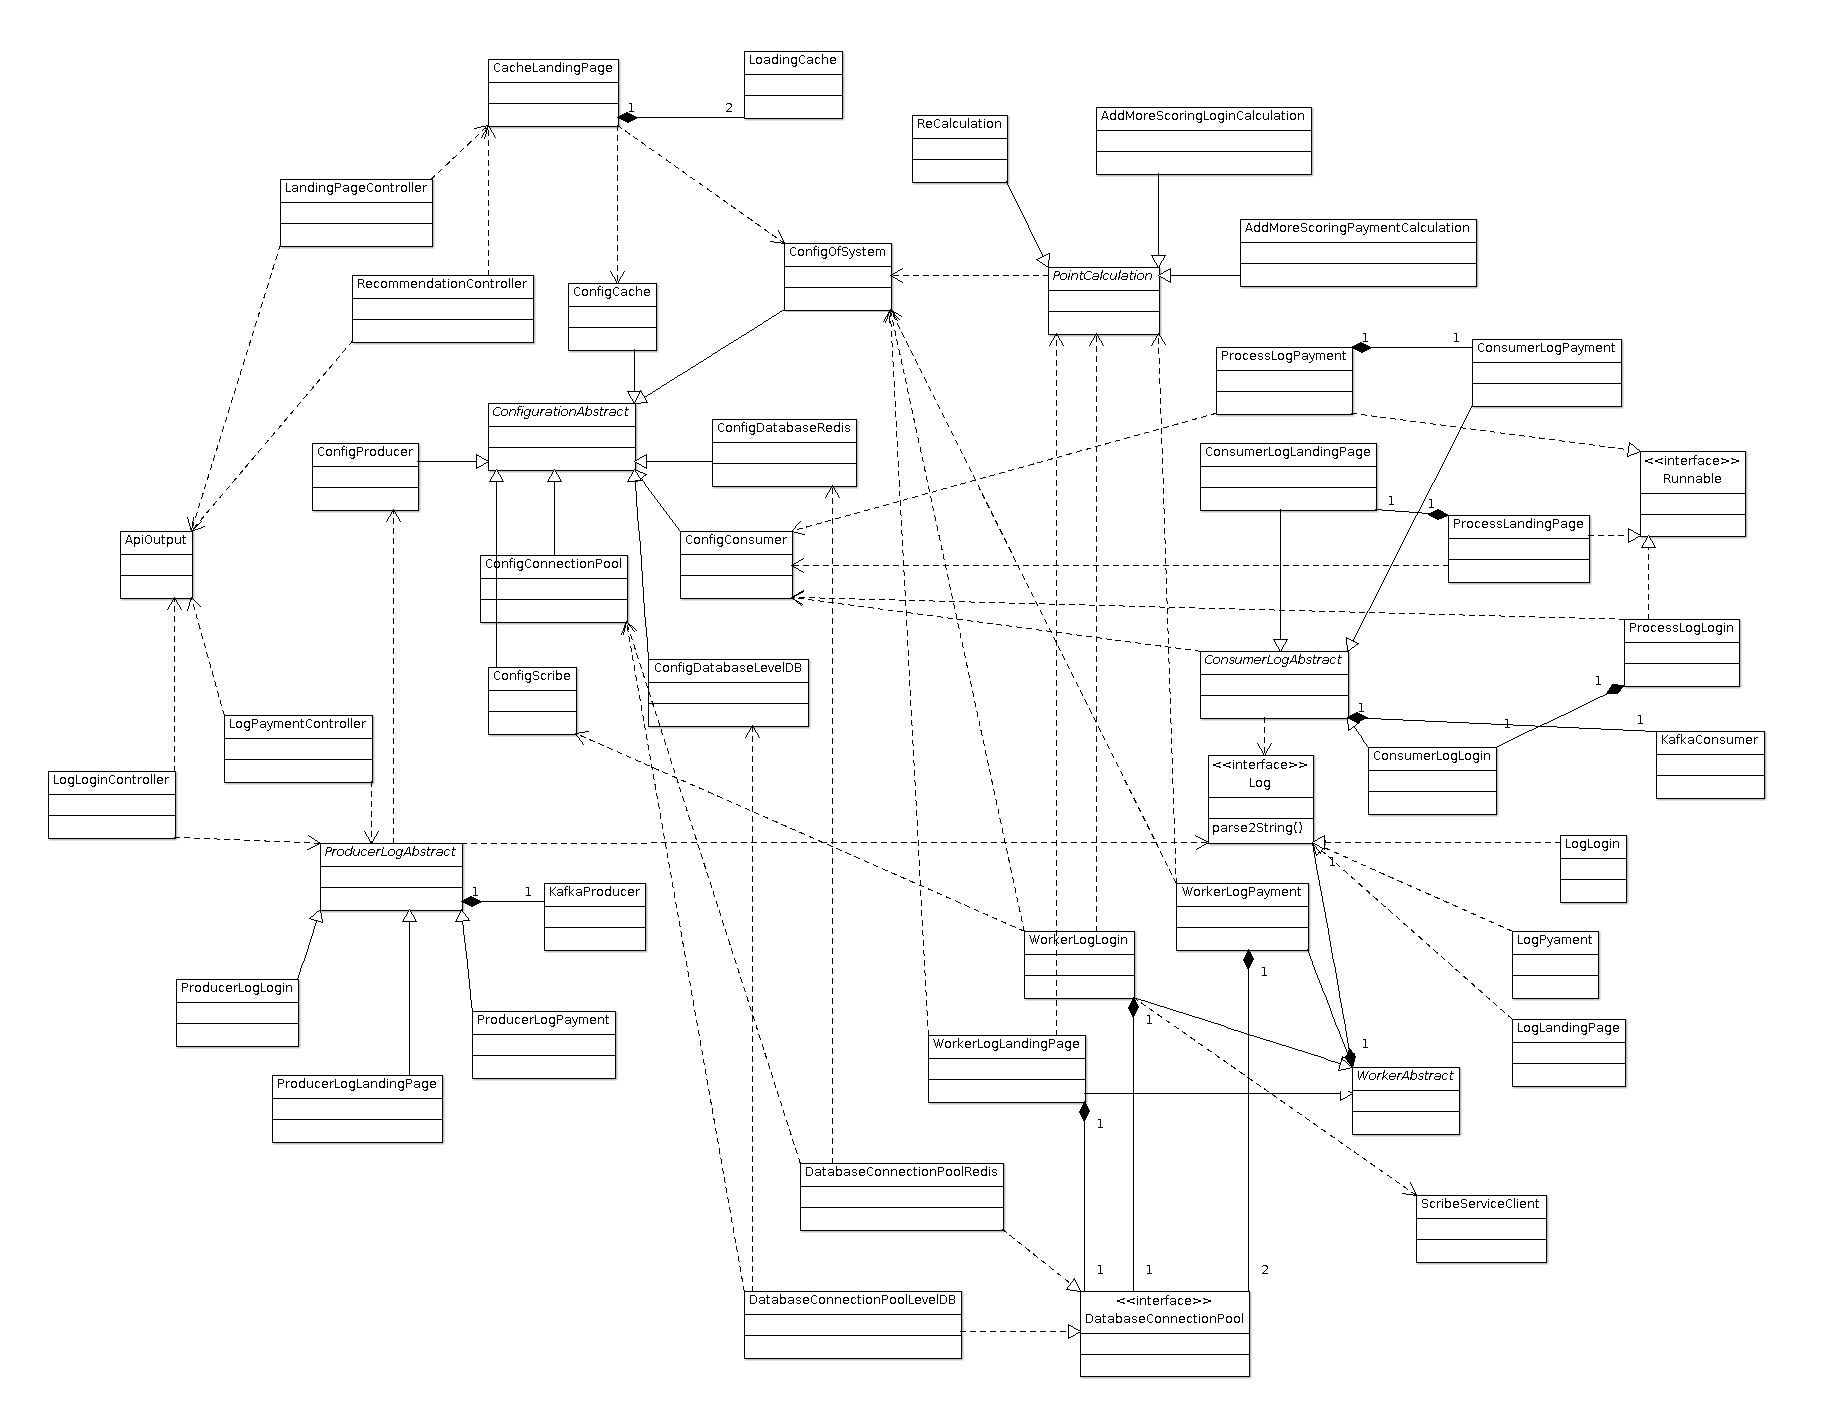 LoadingCache
CacheLandingPage
1 2
AddMoreScoringLoginCalculation
ReCalculation
LandingPageController
AddMoreScoringPaymentCalculation
ConfigOfSystem
PointCalculation
RecommendationController
ConfigCache
1 1
ConsumerLogPayment
ProcessLogPayment
ConfigurationAbstract
ConfigDatabaseRedis
ConfigProducer
ConsumerLogLandingPage
<<interface>>
Runnable
1 1
ProcessLandingPage
ApiOutput
ConfigConsumer
ConfigConnectionPool
ProcessLogLogin
ConsumerLogAbstract
ConfigDatabaseLevelDB
ConfigScribe
1
1
1
1
LogPaymentController
KafkaConsumer
ConsumerLogLogin
<<interface>>
Log
parse2String()
LogLoginController
LogLogin
ProducerLogAbstract
1
1 1
KafkaProducer
WorkerLogPayment
WorkerLogLogin
LogPyament
1
ProducerLogLogin
1
ProducerLogPayment
LogLandingPage
WorkerLogLandingPage
1
WorkerAbstract
ProducerLogLandingPage
1
DatabaseConnectionPoolRedis
ScribeServiceClient
1 1 2
DatabaseConnectionPoolLevelDB
<<interface>>
DatabaseConnectionPool